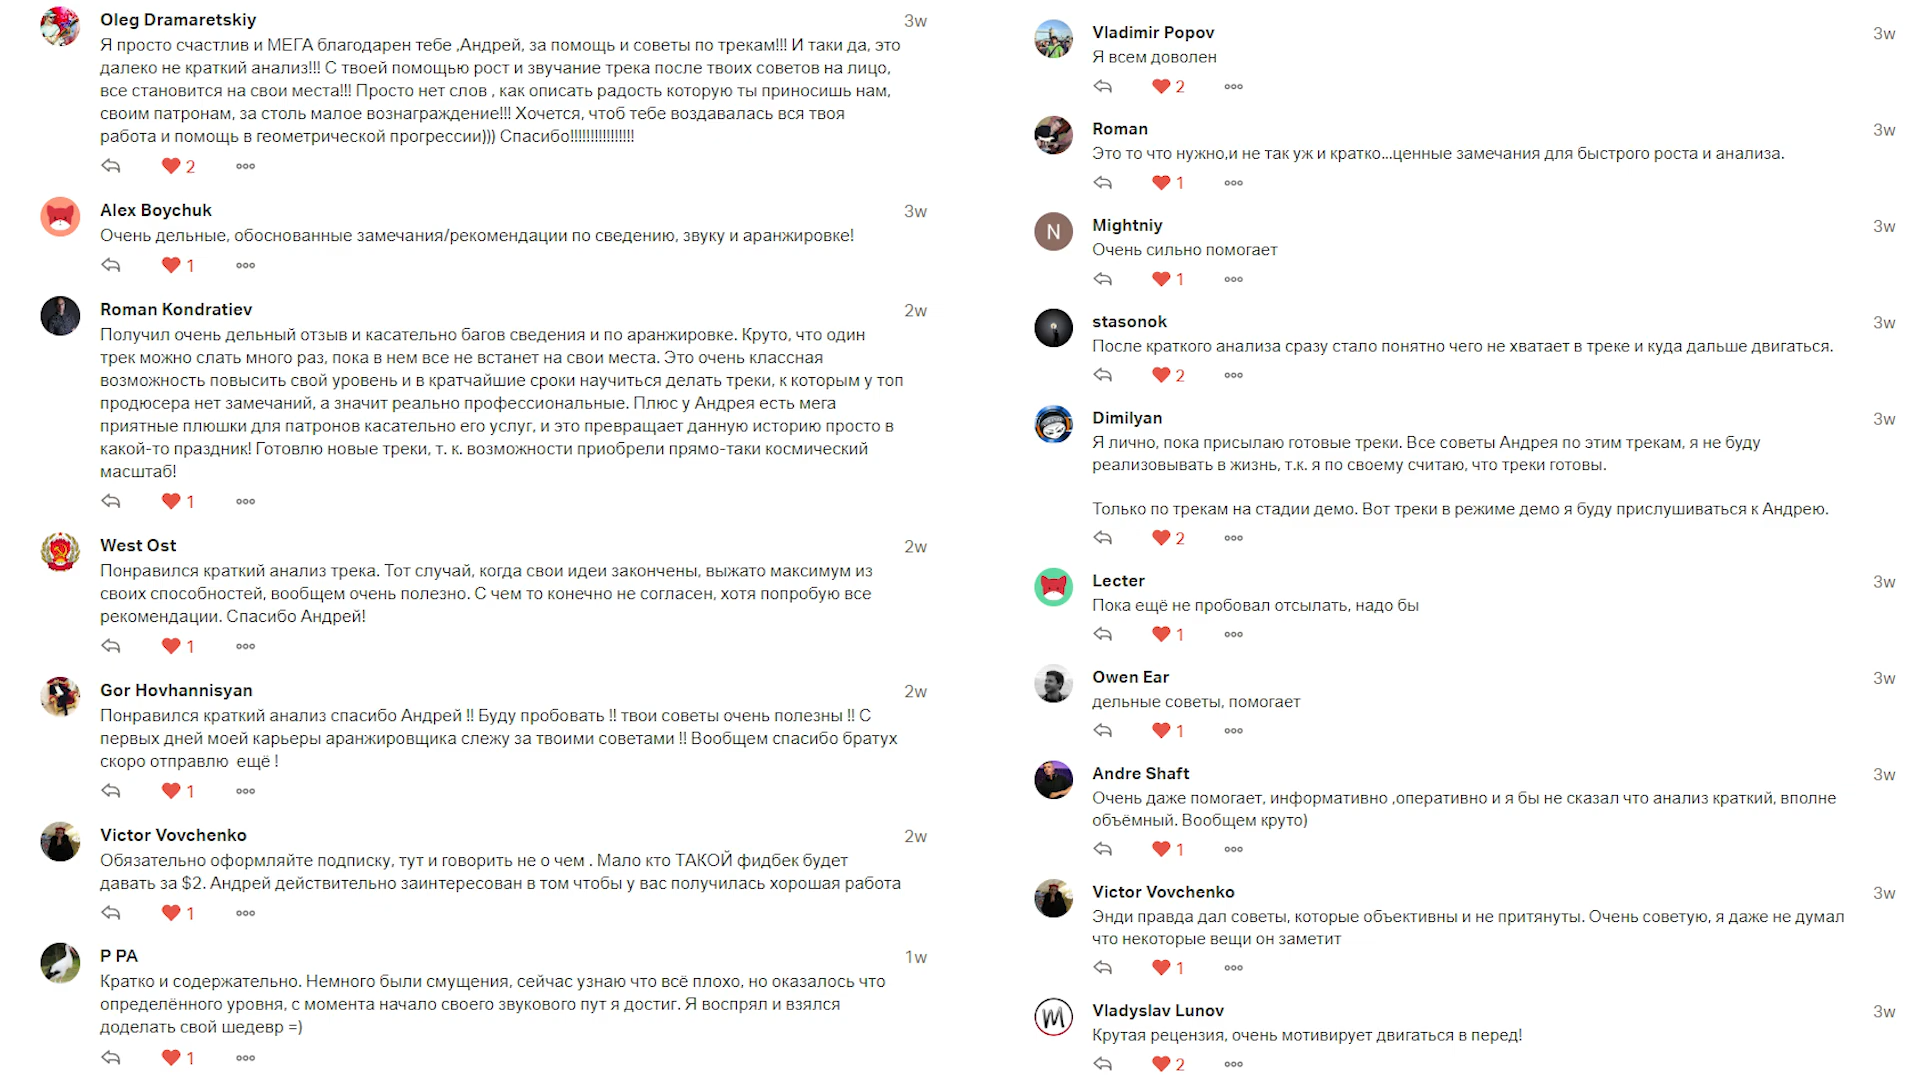 Oleg Dramaretskiy
3w
Я просто счастлив и МЕГА благодарен тебе ,Андрей, за помощь и советы по трекам!!! И таки да, это
далеко не краткий анализ!!! С твоей помощью рост и звучание трека после твоих советов на лицо,
все становится на свои места!!! Просто нет слов , как описать радость которую ты приносишь нам,
своим патронам, за столь малое вознаграждение!!! Хочется, чтоб тебе воздавалась вся твоя
работа и помощь в геометрической прогрессии))) Спасибо!!!!!!!!!!!!!!!!
2
Alex Boychuk
3w
Очень дельные, обоснованные замечания/рекомендации по сведению, звуку и аранжировке!
1
Roman Kondratiev
2w
Получил очень дельный отзыв и касательно багов сведения и по аранжировке. Круто, что один
трек можно слать много раз, пока в нем все не встанет на свои места. Это очень классная
возможность повысить свой уровень и в кратчайшие сроки научиться делать треки, к которым у топ
продюсера нет замечаний, а значит реально профессиональные. Плюс у Андрея есть мега
приятные плюшки для патронов касательно его услуг, и это превращает данную историю просто в
какой-то праздник! Готовлю новые треки, т. к. возможности приобрели прямо-таки космический
масштаб!
1
West Ost
2w
Понравился краткий анализ трека. Тот случай, когда свои идеи закончены, выжато максимум из
своих способностей, вообщем очень полезно. С чем то конечно не согласен, хотя попробую все
рекомендации. Спасибо Андрей!
1
Gor Hovhannisyan
2w
Понравился краткий анализ спасибо Андрей !! Буду пробовать !! твои советы очень полезны !! С
первых дней моей карьеры аранжировщика слежу за твоими советами !! Вообщем спасибо братух
скоро отправлю  ещё !
1
Victor Vovchenko
2w
Обязательно оформляйте подписку, тут и говорить не о чем . Мало кто ТАКОЙ фидбек будет
давать за $2. Андрей действительно заинтересован в том чтобы у вас получилась хорошая работа
1
P PA
1w
Кратко и содержательно. Немного были смущения, сейчас узнаю что всё плохо, но оказалось что
определённого уровня, с момента начало своего звукового пут я достиг. Я воспрял и взялся
доделать свой шедевр =)
1
Vladimir Popov
3w
Я всем доволен
2
Roman
3w
Это то что нужно,и не так уж и кратко...ценные замечания для быстрого роста и анализа.
1
N
Mightniy
3w
Очень сильно помогает
1
stasonok
3w
После краткого анализа сразу стало понятно чего не хватает в треке и куда дальше двигаться.
2
Dimilyan
3w
Я лично, пока присылаю готовые треки. Все советы Андрея по этим трекам, я не буду
реализовывать в жизнь, т.к. я по своему считаю, что треки готовы.
Только по трекам на стадии демо. Вот треки в режиме демо я буду прислушиваться к Андрею.
2
Lecter
3w
Пока ещё не пробовал отсылать, надо бы
1
Owen Ear
3w
дельные советы, помогает
1
Andre Shaft
3w
Очень даже помогает, информативно ,оперативно и я бы не сказал что анализ краткий, вполне
объёмный. Вообщем круто)
1
Victor Vovchenko
3w
Энди правда дал советы, которые объективны и не притянуты. Очень советую, я даже не думал
что некоторые вещи он заметит
1
Vladyslav Lunov
3w
Крутая рецензия, очень мотивирует двигаться в перед!
2